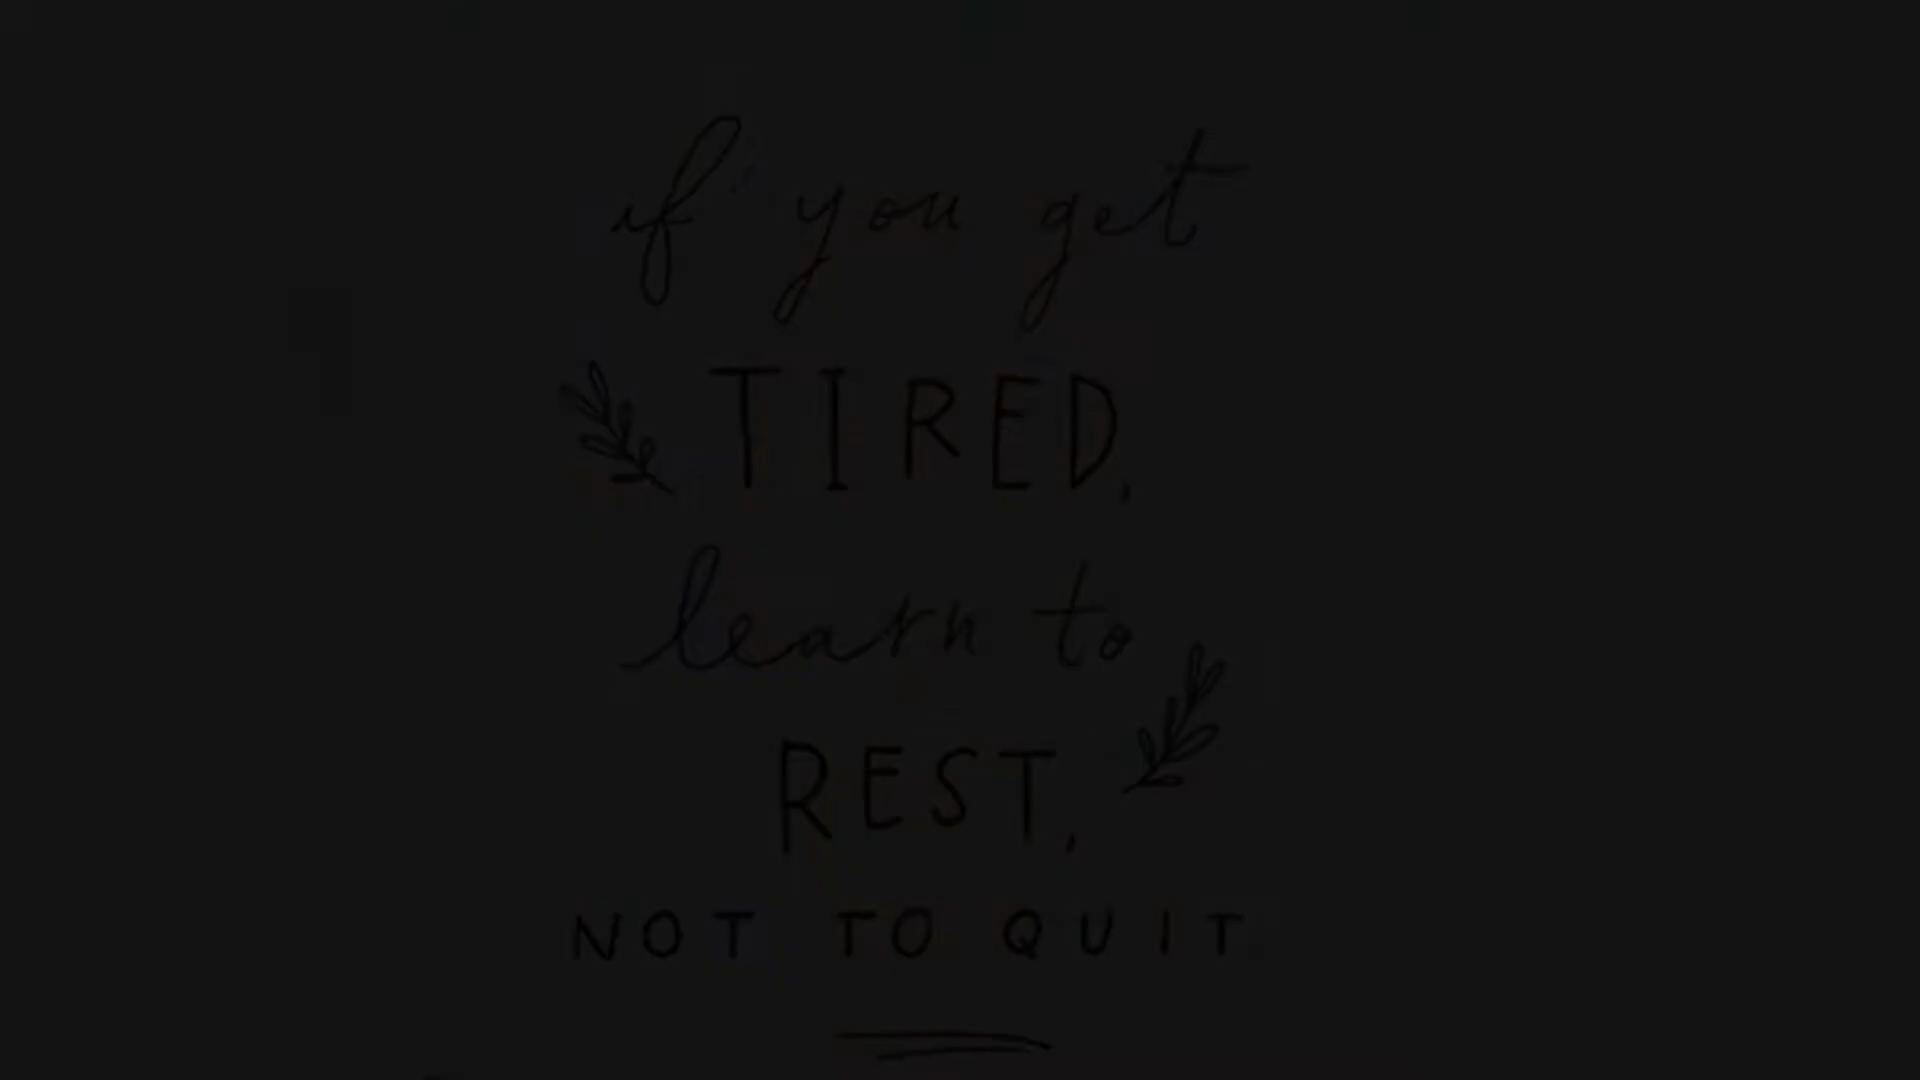 if you get
TIRED,
learn to
REST,
NOT TO QUIT